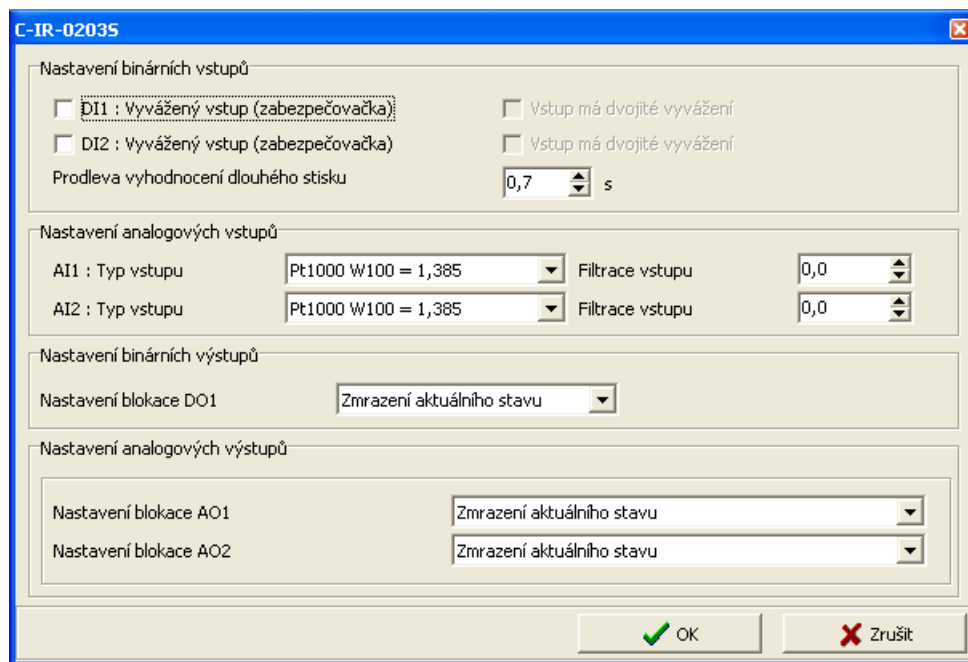 C-IR-0203S
Nastavení binárních vstupů
DI1 : Vyvážený vstup (zabezpečovačka)
Vstup má dvojité vyvážení
DI2 : Vyvážený vstup (zabezpečovačka)
Vstup má dvojité vyvážení
Prodleva vyhodnocení dlouhého stisku
0,7
s
Nastavení analogových vstupů
AI1 : Typ vstupu
Pt1000 W100 = 1,385
Filtrace vstupu
0,0
AI2 : Typ vstupu
Pt1000 W100 = 1,385
Filtrace vstupu
0,0
Nastavení binárních výstupů
Nastavení blokace DO1
Zmrazení aktuálního stavu
Nastavení analogových výstupů
Nastavení blokace AO1
Zmrazení aktuálního stavu
Nastavení blokace AO2
Zmrazení aktuálního stavu
OK
Zrušit